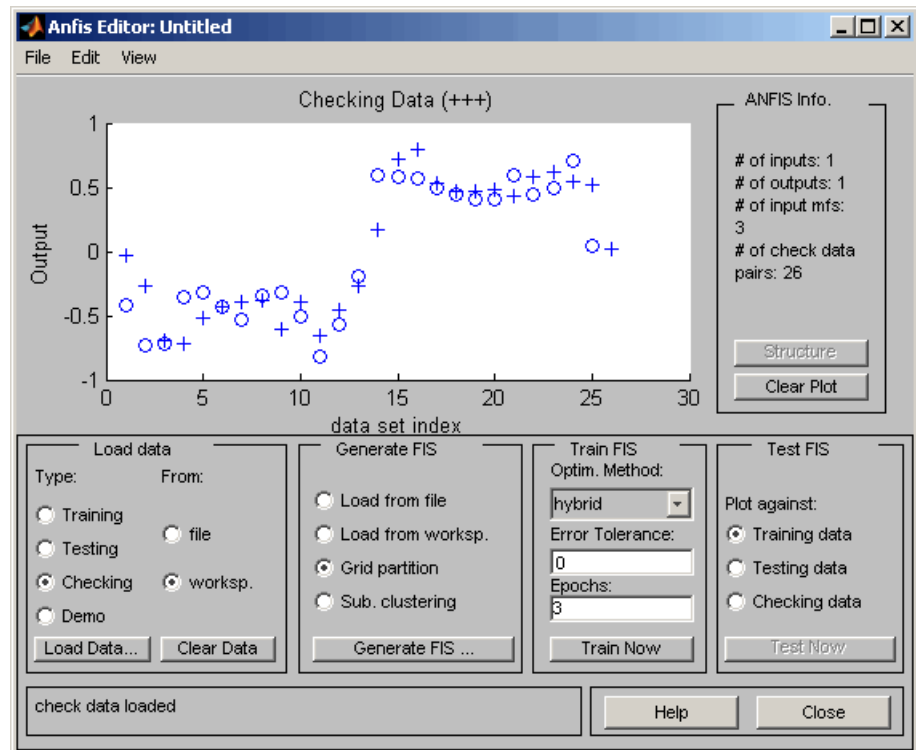 Anfis Editor: Untitled
File Edit View
Checking Data (+++)
1
0.5
0
-0.5
-1
Output
0 5 10 15 20 25 30
data set index
ANFIS Info.
# of inputs: 1
# of outputs: 1
# of input mfs:
3
# of check data
pairs: 26
Structure
Clear Plot
Load data
Type: From:
Training
Testing
Checking
Demo
file
worksp.
Load Data... Clear Data
Generate FIS
Load from file
Load from worksp.
Grid partition
Sub. clustering
Generate FIS ...
Train FIS
Optim. Method:
hybrid
Error Tolerance:
0
Epochs:
3
Train Now
Test FIS
Plot against:
Training data
Testing data
Checking data
Test Now
check data loaded
Help Close